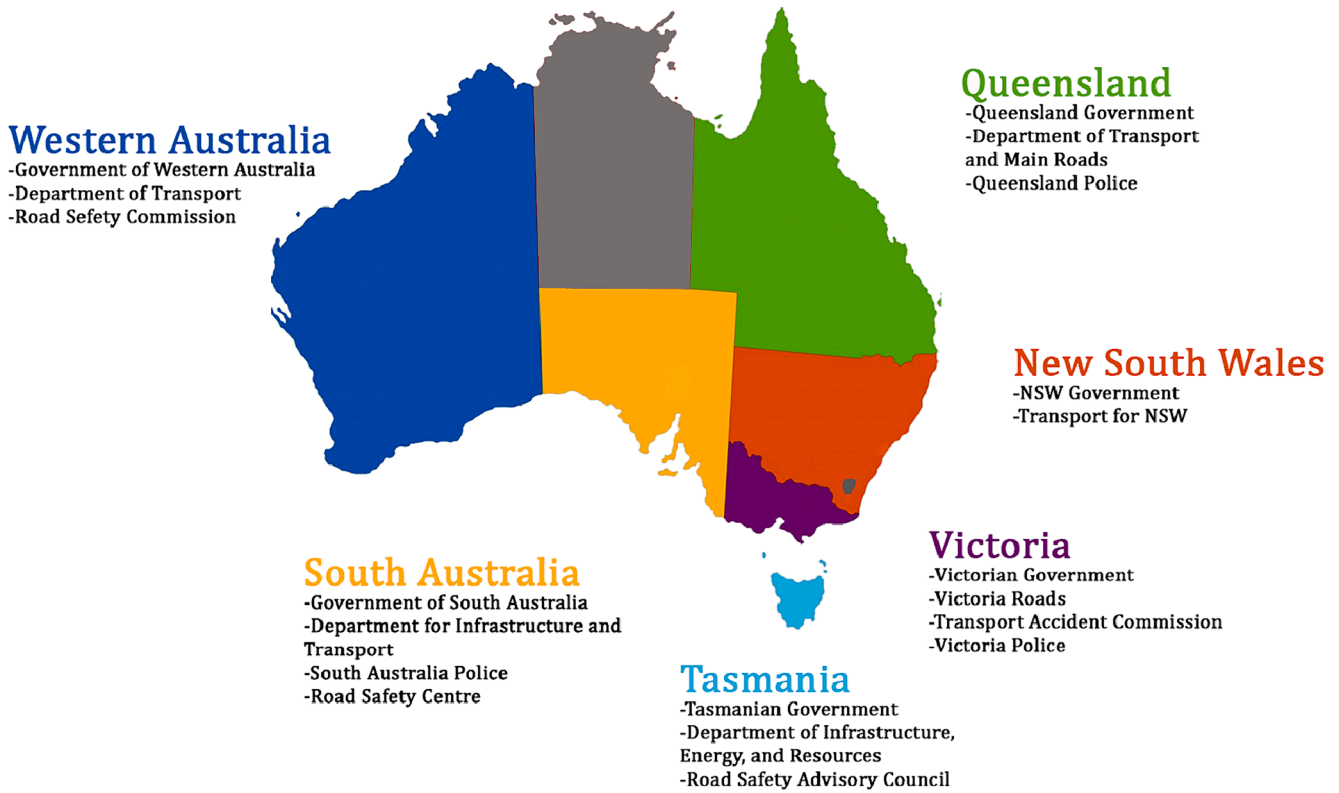 Western Australia
-Government of Western Australia
-Department of Transport
-Road Sefety Commission
Queensland
-Queensland Government
-Department of Transport
and Main Roads
-Queensland Police
New South Wales
-NSW Government
-Transport for NSW
South Australia
-Government of South Australia
-Department for Infrastructure and
Transport
-South Australia Police
-Road Safety Centre
Victoria
-Victorian Government
-Victoria Roads
-Transport Accident Commission
-Victoria Police
Tasmania
-Tasmanian Government
-Department of Infrastructure,
Energy, and Resources
-Road Safety Advisory Council